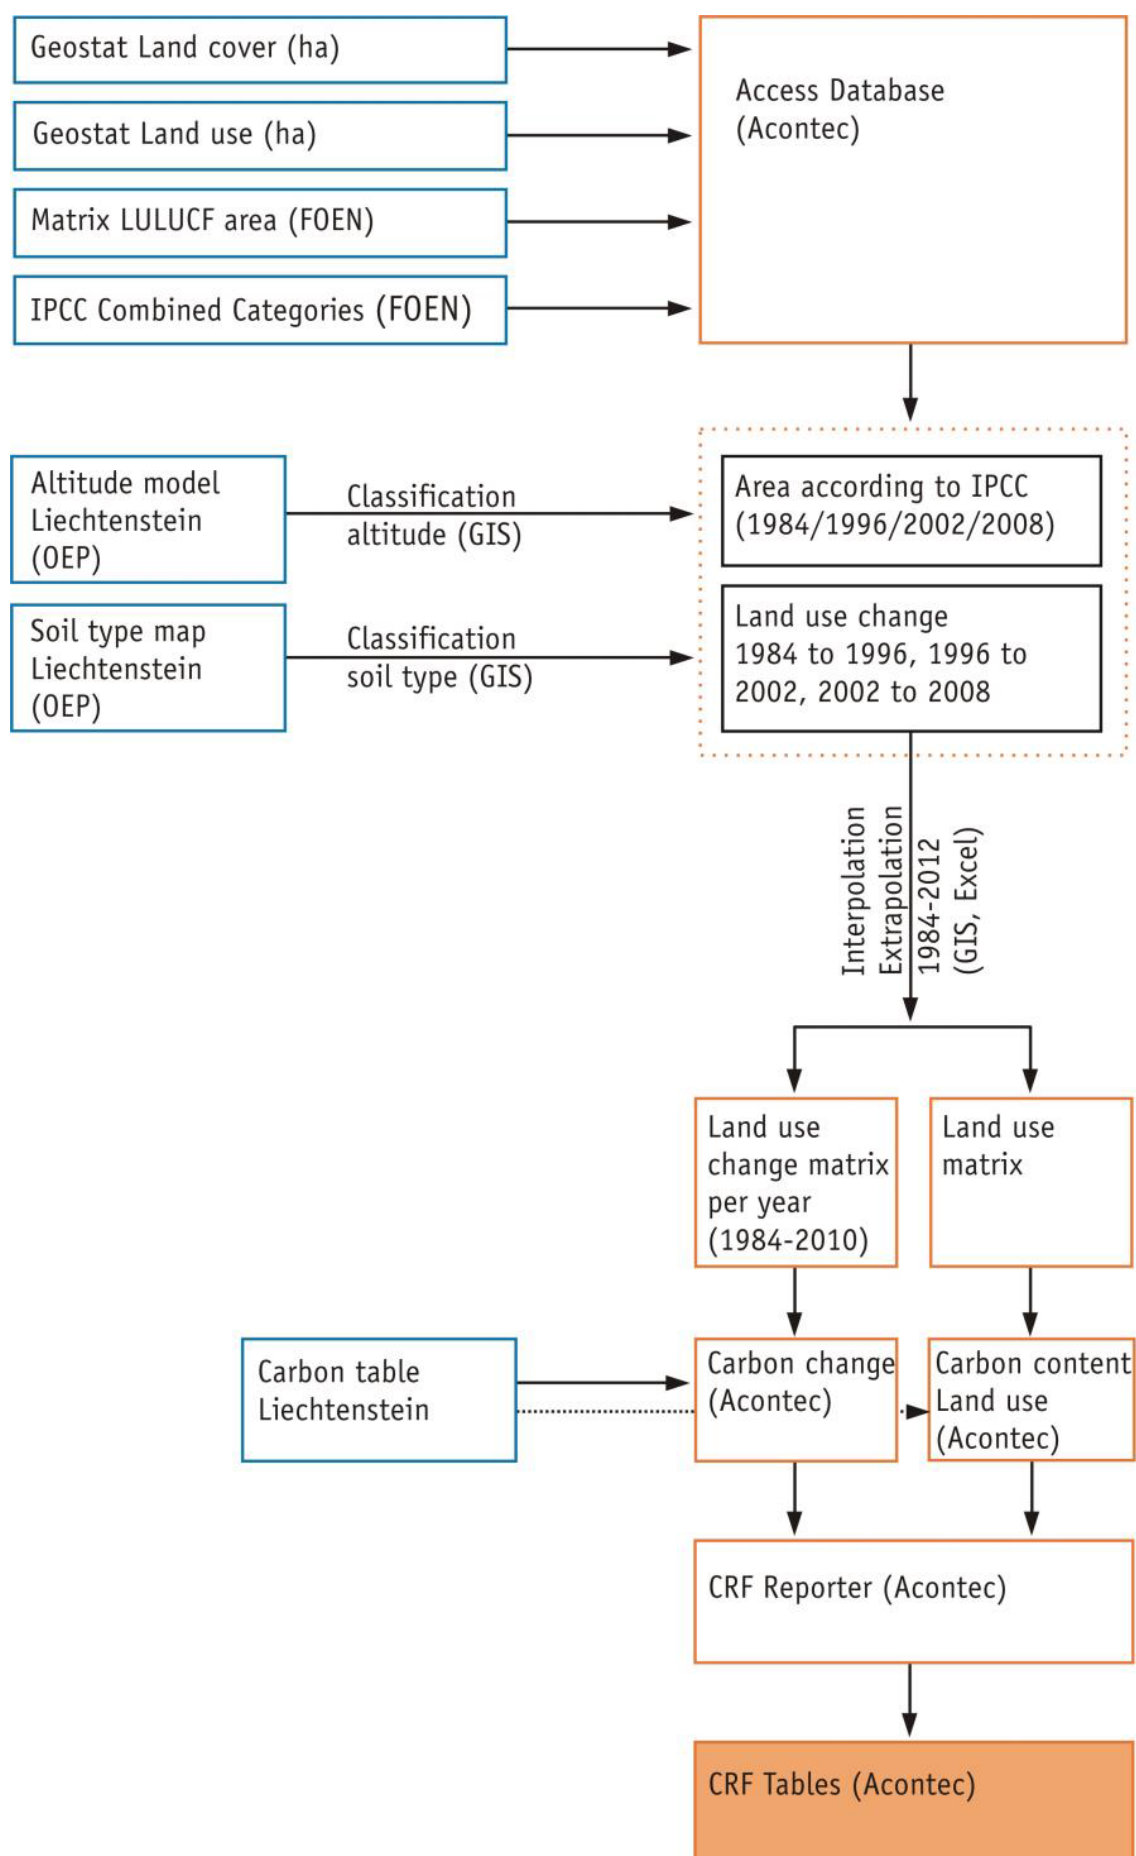 Geostat Land cover (ha)
Geostat Land use (ha)
Matrix LULUCF area (FOEN)
IPCC Combined Categories (FOEN)
Access Database
(Acontec)
Altitude model
Liechtenstein
(OEP)
Classification
altitude (GIS)
Area according to IPCC
(1984/1996/2002/2008)
Soil type map
Liechtenstein
(OEP)
Classification
soil type (GIS)
Land use change
1984 to 1996, 1996 to
2002, 2002 to 2008
Interpolation
Extrapolation
1984-2012
(GIS, Excel)
Land use
change matrix
per year
(1984-2010)
Land use
matrix
Carbon table
Liechtenstein
Carbon change
(Acontec)
Carbon content
Land use
(Acontec)
CRF Reporter (Acontec)
CRF Tables (Acontec)